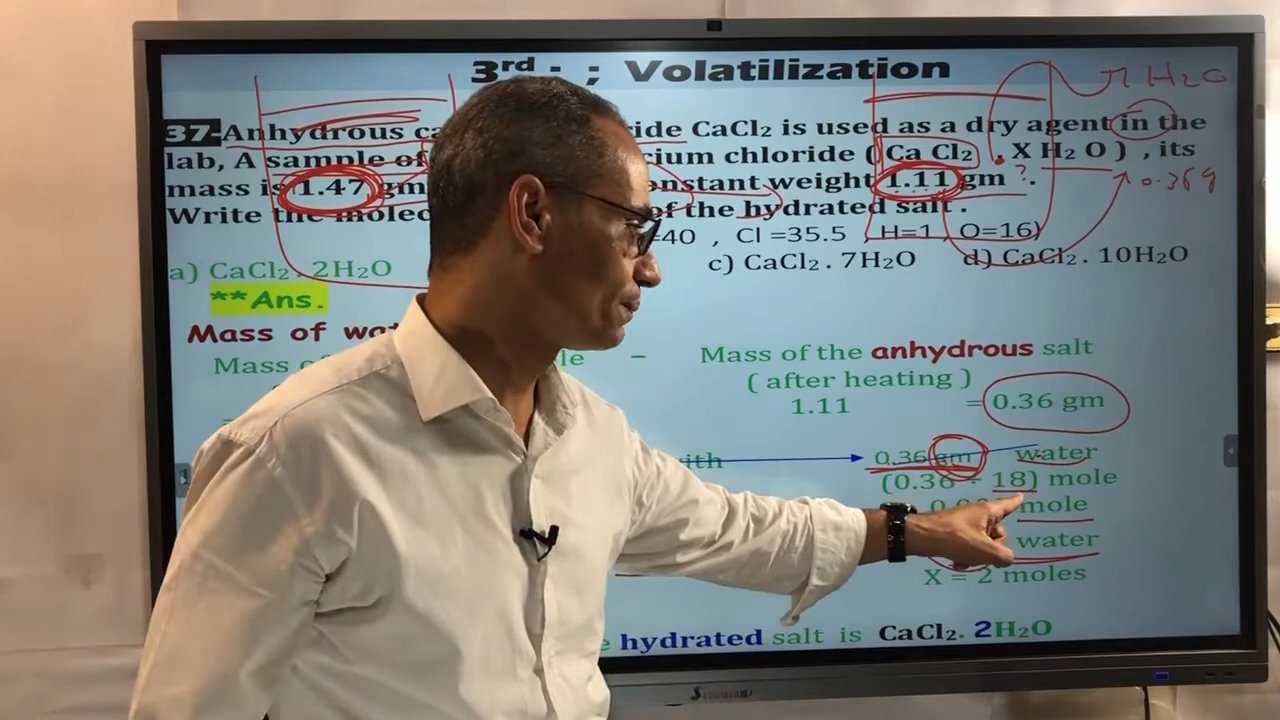 3rd : ; Volatilization
37-Anhydrous ca ide CaCl2 is used as a dry agent in the
lab, A sample of cium chloride ( Ca Cl2 . X H2 O ) , its
mass is 1.47 gm onstant weight 1.11 gm .
Write the molec of the hydrated salt .
=40 , Cl =35.5 , H=1, O=16)
a) CaCl2. 2H2O c) CaCl2 . 7H2O d) CaCl2 . 10H2O
**Ans.
Mass of wat
Mass of le – Mass of the anhydrous salt
( after heating )
1.11 = 0.36 gm
ith 0.36 gm water
(0.36 ÷ 18) mole
mole
water
X = 2 moles
e hydrated salt is CaCl2. 2H2O
H2O
? 0.36g